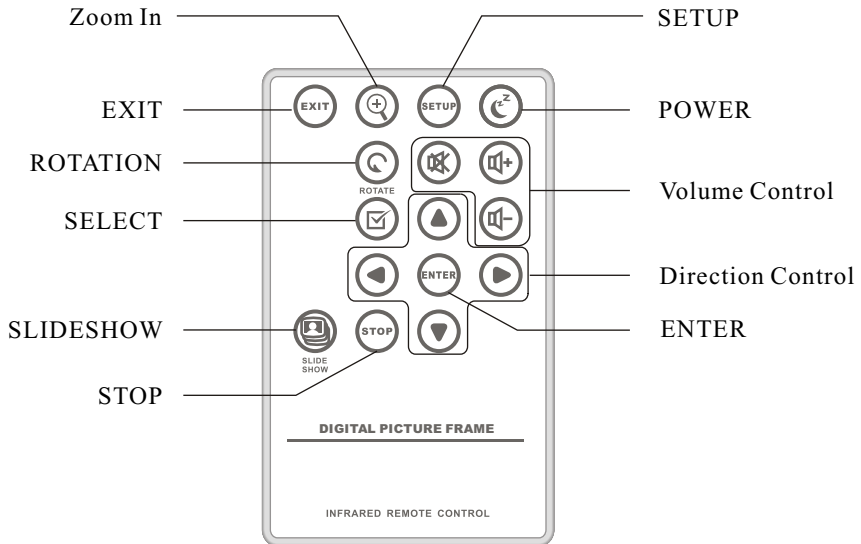 Zoom In
SETUP
EXIT
EXIT
SETUP
z z
POWER
ROTATION
ROTATE
Volume Control
SELECT
ENTER
Direction Control
SLIDESHOW
STOP
ENTER
SLIDE
SHOW
STOP
DIGITAL PICTURE FRAME
INFRARED REMOTE CONTROL